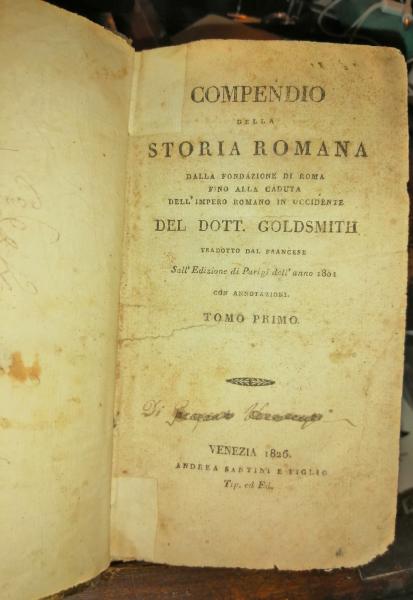 COMPENDIO
DELLA
STORIA ROMANA
DALLA FONDAZIONE DI ROMA
FINO ALLA CADUTA
DELL'IMPERO ROMANO IN OCCIDENTE
DEL DOTT. GOLDSMITH
TRADOTTO DAL FRANCESE
Sull'Edizione di Parigi dell'anno 1801
CON ANNOTAZIONI.
TOMO PRIMO.
Di
VENEZIA 1826.
ANDREA SANTINI E FIGLIO
Tip. ed Ed.